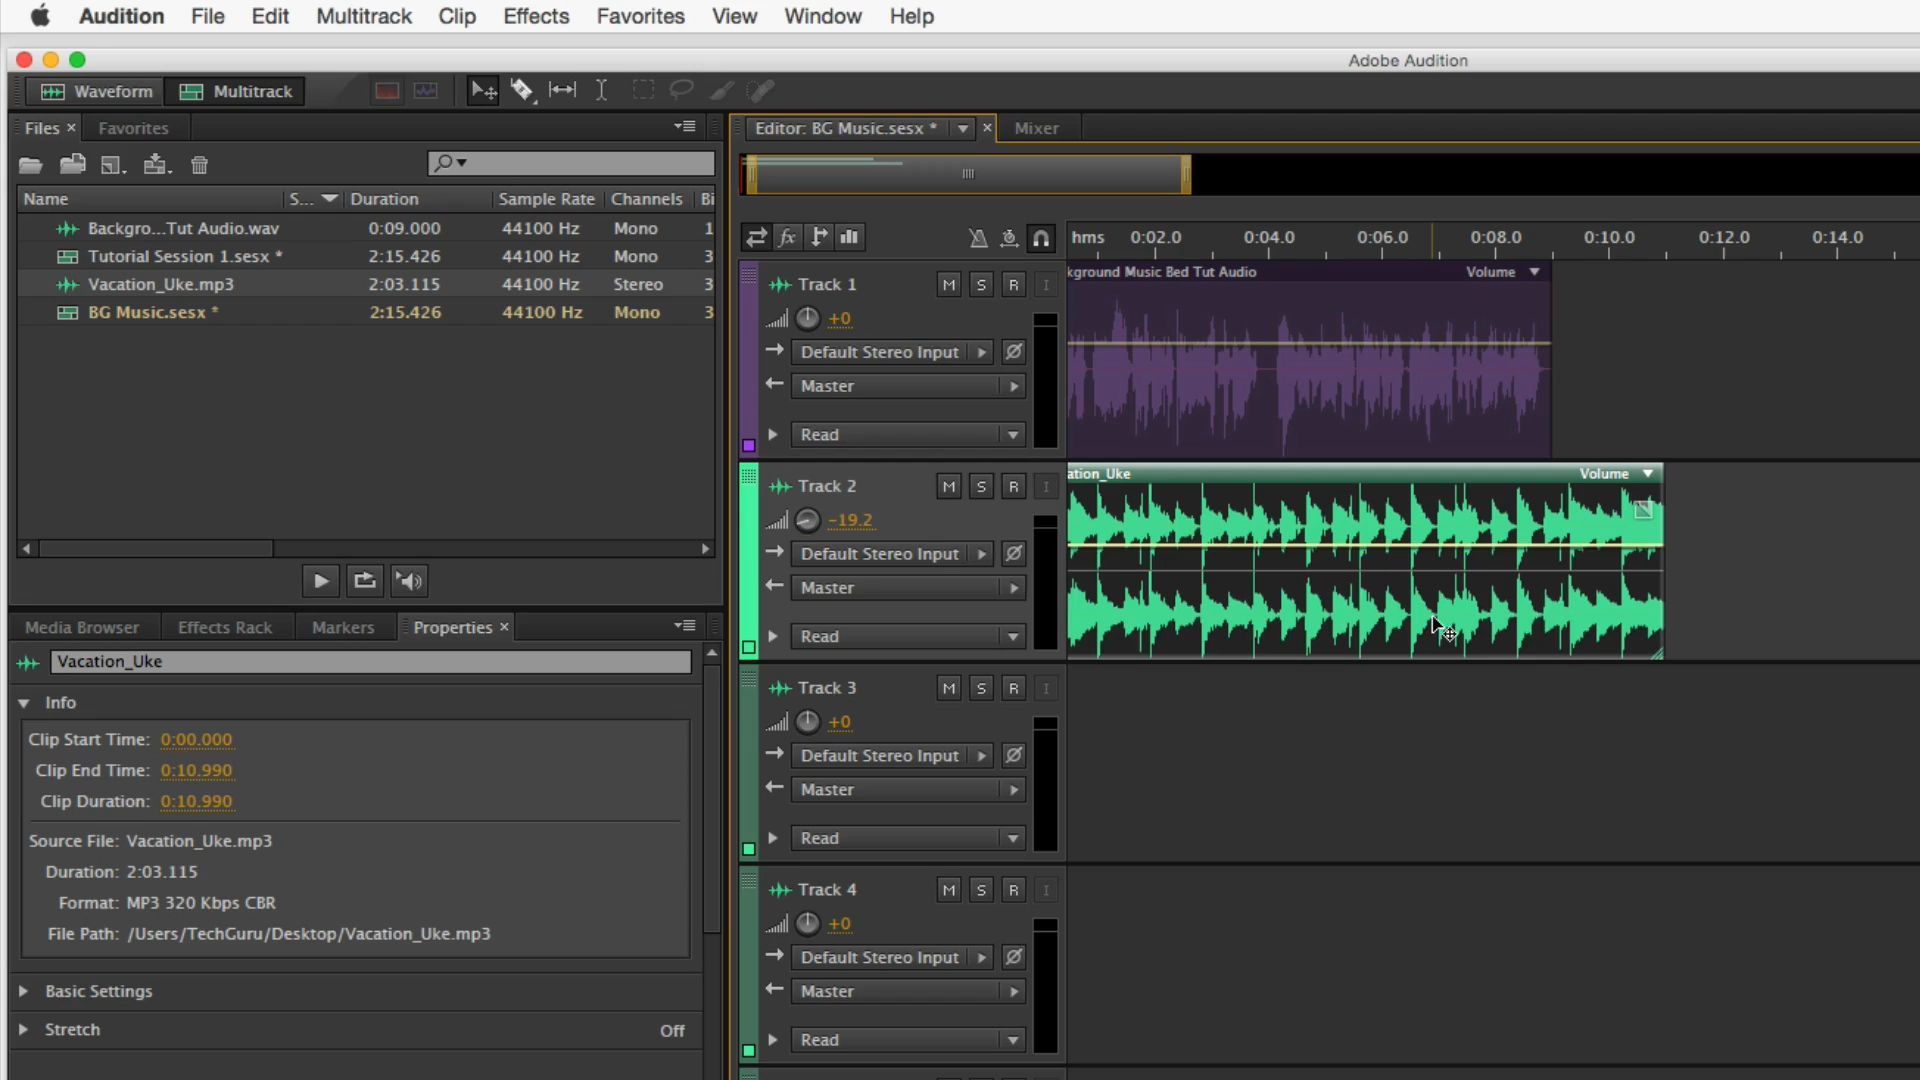 Audition File Edit Multitrack Clip Effects Favorites View Window Help
Adobe Audition
Waveform Multitrack
Files × Favorites
Editor: BG Music.sesx * × Mixer
Name S... Duration Sample Rate Channels Bi
Backgro...Tut Audio.wav 0:09.000 44100 Hz Mono 1
Tutorial Session 1.sesx * 2:15.426 44100 Hz Mono 3
Vacation_Uke.mp3 2:03.115 44100 Hz Stereo 3
BG Music.sesx * 2:15.426 44100 Hz Mono 3
fx
hms 0:02.0 0:04.0 0:06.0 0:08.0 0:10.0 0:12.0 0:14.0
Track 1 M S R I
+0
Default Stereo Input
Master
Read
kground Music Bed Tut Audio Volume
Track 2 M S R I
-19.2
Default Stereo Input
Master
Read
ation_Uke Volume
Track 3 M S R I
+0
Default Stereo Input
Master
Read
Track 4 M S R I
+0
Default Stereo Input
Master
Read
Media Browser Effects Rack Markers Properties ×
Vacation_Uke
Info
Clip Start Time: 0:00.000
Clip End Time: 0:10.990
Clip Duration: 0:10.990
Source File: Vacation_Uke.mp3
Duration: 2:03.115
Format: MP3 320 Kbps CBR
File Path: /Users/TechGuru/Desktop/Vacation_Uke.mp3
Basic Settings
Stretch Off